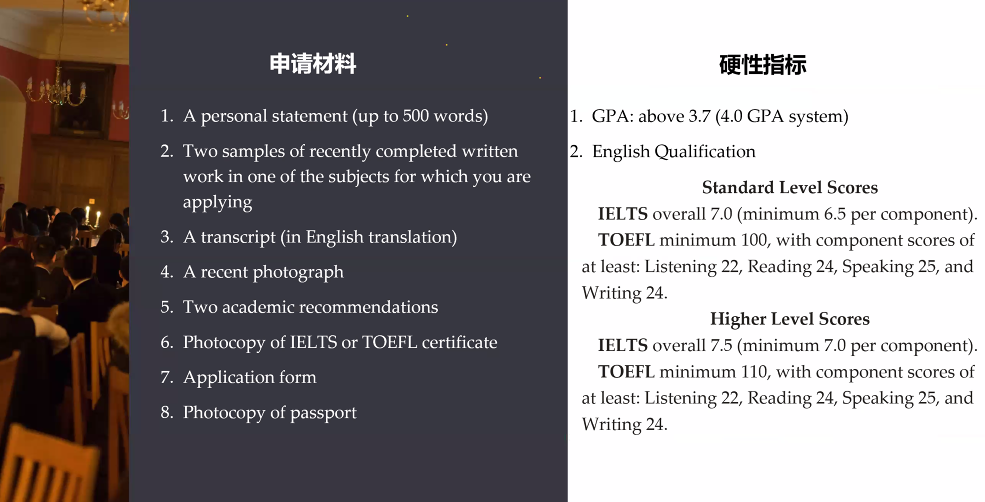 申请材料
1. A personal statement (up to 500 words)
2. Two samples of recently completed written
work in one of the subjects for which you are
applying
3. A transcript (in English translation)
4. A recent photograph
5. Two academic recommendations
6. Photocopy of IELTS or TOEFL certificate
7. Application form
8. Photocopy of passport
硬性指标
1. GPA: above 3.7 (4.0 GPA system)
2. English Qualification
Standard Level Scores
IELTS overall 7.0 (minimum 6.5 per component).
TOEFL minimum 100, with component scores of
at least: Listening 22, Reading 24, Speaking 25, and
Writing 24.
Higher Level Scores
IELTS overall 7.5 (minimum 7.0 per component).
TOEFL minimum 110, with component scores of
at least: Listening 22, Reading 24, Speaking 25, and
Writing 24.